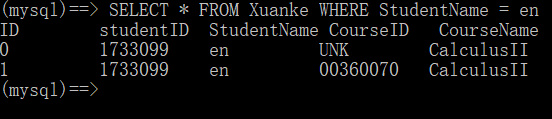 (mysql)==> SELECT * FROM Xuanke WHERE StudentName = en
ID studentID StudentName CourseID CourseName
0 1733099 en UNK CalculusII
1 1733099 en 00360070 CalculusII
(mysql)==>